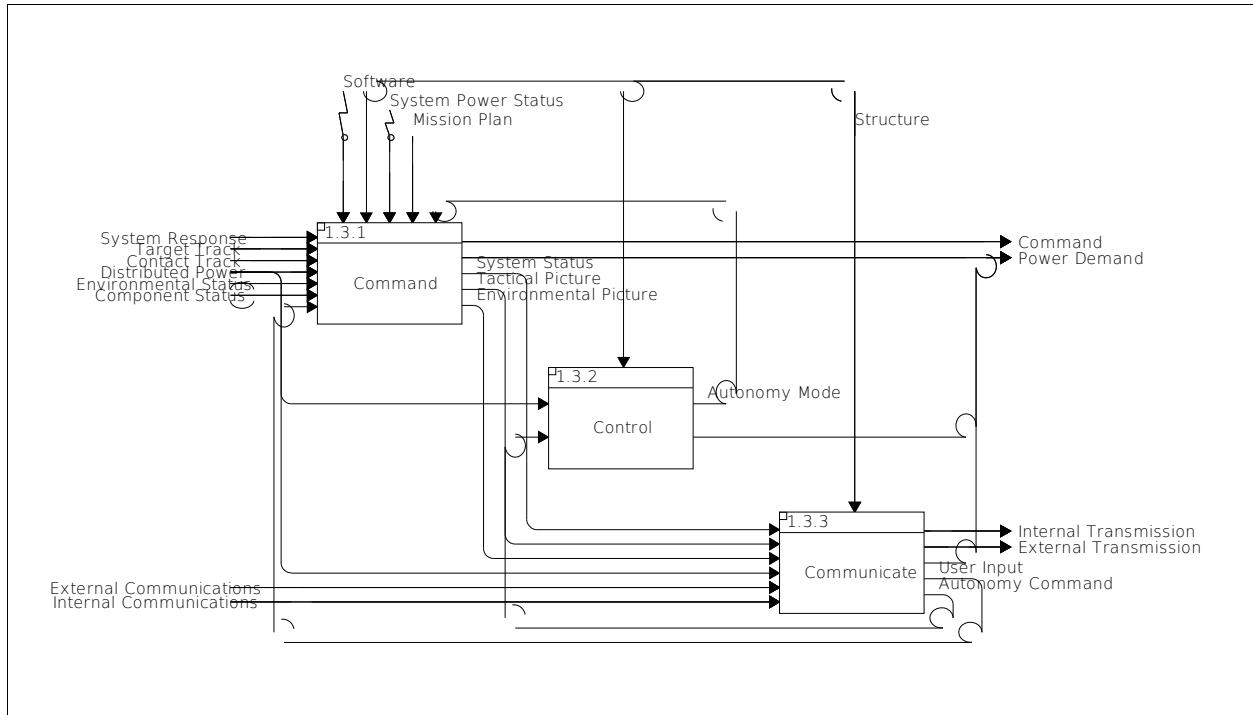 Software
System Power Status
Mission Plan
Structure
1.3.1
System Response
Target Track
Contact Track
Distributed Power
Environmental Status
Component Status
Command
Command
Power Demand
System Status
Tactical Picture
Environmental Picture
1.3.2
Control
Autonomy Mode
1.3.3
Communicate
Internal Transmission
External Transmission
User Input
Autonomy Command
External Communications
Internal Communications